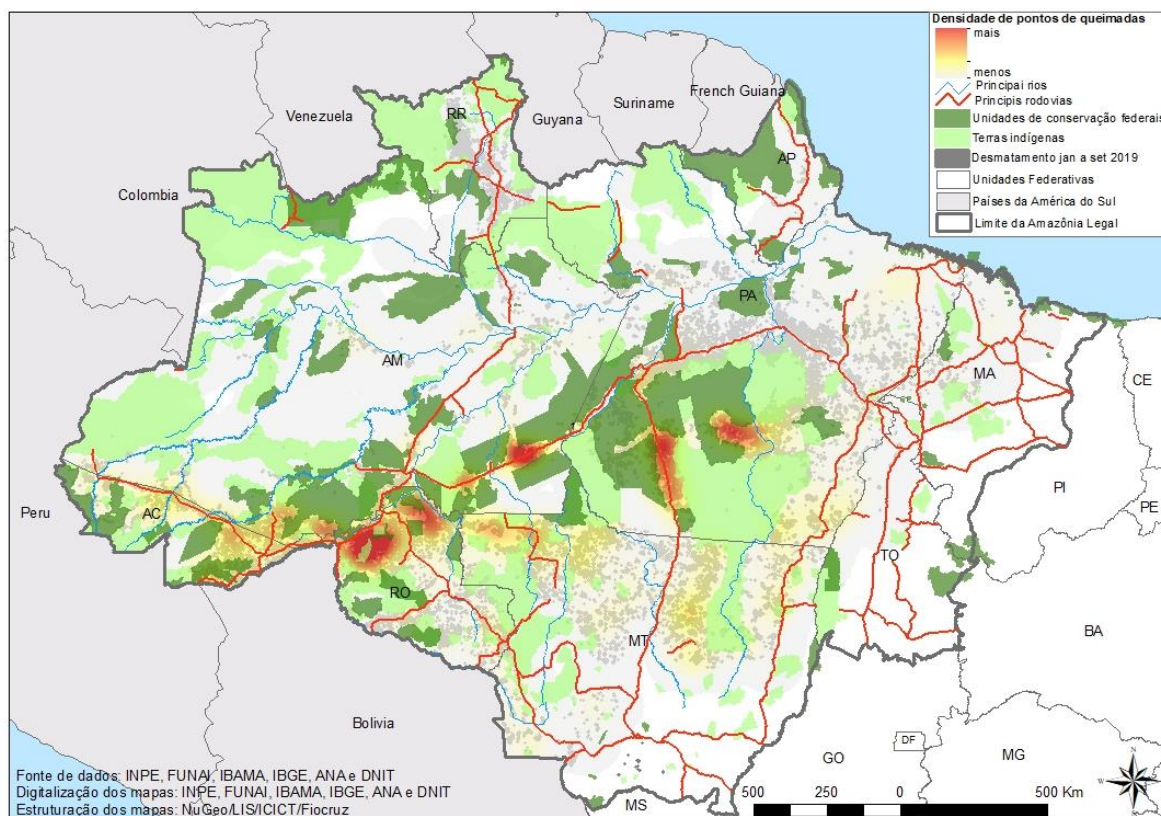 Densidade de pontos de queimadas
mais
menos
Principai rios
Principis rodovias
Unidades de conservação federais
Terras indígenas
Desmatamento jan a set 2019
Unidades Federativas
Países da América do Sul
Limite da Amazônia Legal
Venezuela
Guyana
Suriname
French Guiana
Colombia
RR
AP
PA
AM
MA
CE
PI
PE
Peru
AC
RO
TO
MT
BA
Bolivia
GO
DF
MG
MS
N
W
E
S
500 250 0 500 Km
Fonte de dados: INPE, FUNAI, IBAMA, IBGE, ANA e DNIT
Digitalização dos mapas: INPE, FUNAI, IBAMA, IBGE, ANA e DNIT
Estruturação dos mapas: NuGeo/LIS/ICICT/Fiocruz